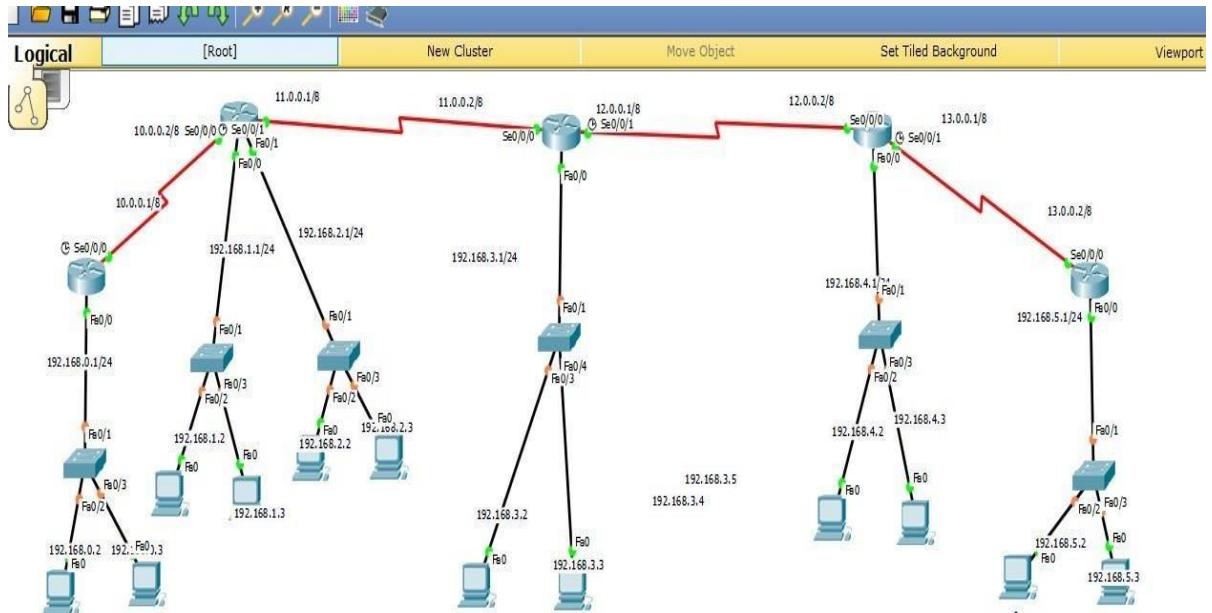 Logical
[Root]
New Cluster
Move Object
Set Tiled Background
Viewport
11.0.0.1/8
11.0.0.2/8
12.0.0.1/8
12.0.0.2/8
13.0.0.1/8
10.0.0.2/8
Se0/0/0
Se0/0/1
Fa0/1
Fa0/0
Se0/0/0
Se0/0/1
Fa0/0
Se0/0/0
Se0/0/1
Fa0/0
10.0.0.1/8
13.0.0.2/8
Se0/0/0
Fa0/0
Se0/0/0
Fa0/0
192.168.0.1/24
192.168.1.1/24
192.168.2.1/24
192.168.3.1/24
192.168.4.1/
192.168.5.1/24
Fa0/1
Fa0/2
Fa0/3
192.168.0.2
Fa0
Fa0
Fa0/1
Fa0/2
Fa0/3
192.168.1.2
Fa0
Fa0
192.168.1.3
Fa0/1
Fa0/2
Fa0/3
Fa0
192.168.2.2
Fa0
192.168.2.3
Fa0/1
Fa0/3
Fa0/4
192.168.3.2
Fa0
Fa0
192.168.3.3
192.168.3.5
192.168.3.4
Fa0/1
Fa0/2
Fa0/3
192.168.4.2
192.168.4.3
Fa0
Fa0
Fa0/1
Fa0/2
Fa0/3
192.168.5.2
Fa0
Fa0
192.168.5.3